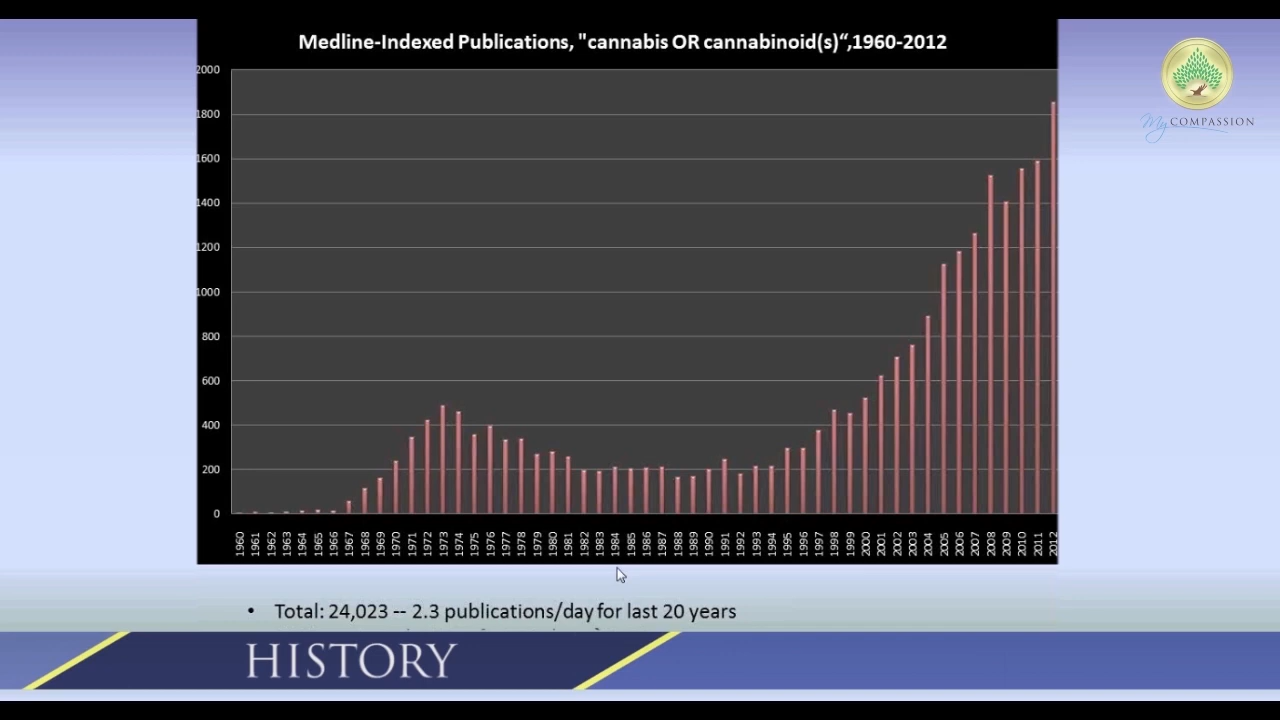 Medline-Indexed Publications, "cannabis OR cannabinoid(s)“,1960-2012
My COMPASSION
2000
1800
1600
1400
1200
1000
800
600
400
200
0
1960 1961 1962 1963 1964 1965 1966 1967 1968 1969 1970 1971 1972 1973 1974 1975 1976 1977 1978 1979 1980 1981 1982 1983 1984 1985 1986 1987 1988 1989 1990 1991 1992 1993 1994 1995 1996 1997 1998 1999 2000 2001 2002 2003 2004 2005 2006 2007 2008 2009 2010 2011 2012
• Total: 24,023 -- 2.3 publications/day for last 20 years
HISTORY